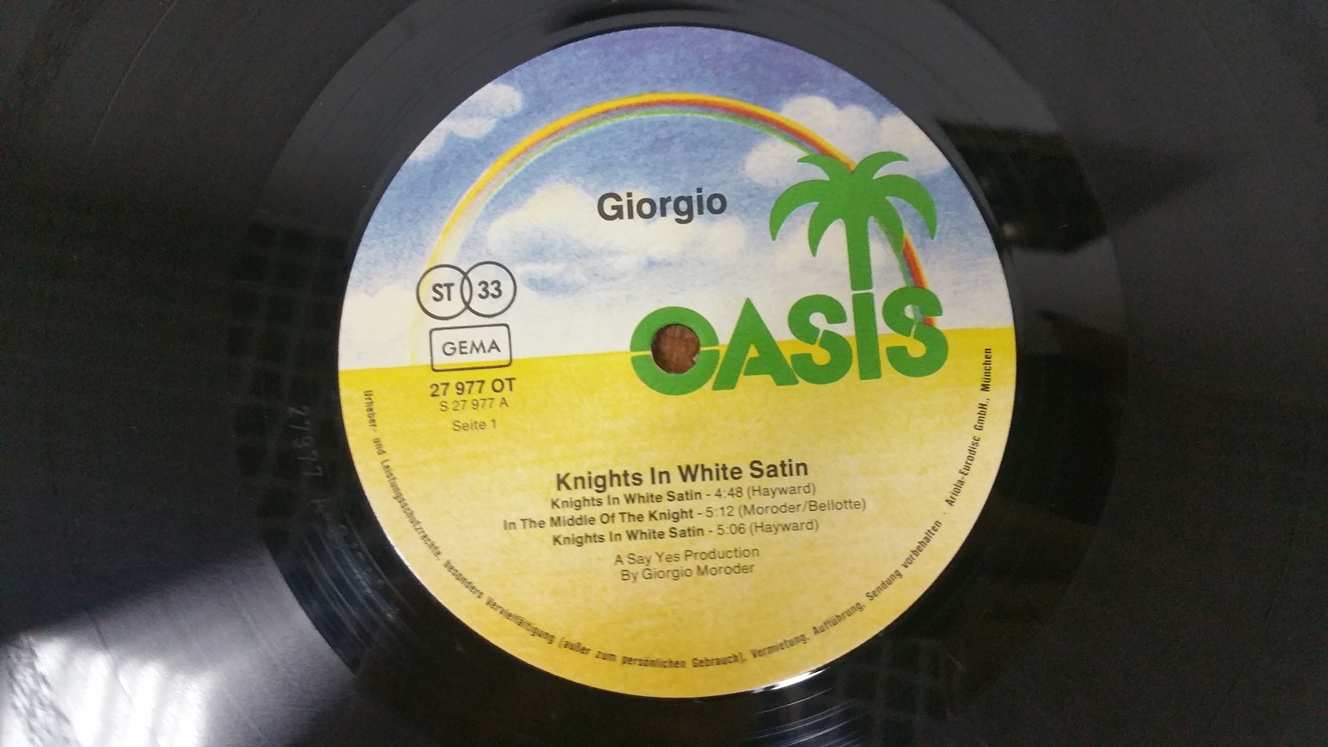 Giorgio
ST 33
OASIS
GEMA
27 977 OT
S 27 977 A
Seite 1
Knights In White Satin
Knights In White Satin - 4:48 (Hayward)
In The Middle Of The Knight - 5:12 (Moroder/Bellotte)
Knights In White Satin - 5:06 (Hayward)
A Say Yes Production
By Giorgio Moroder
Urheber- und Leistungsschutzrechte, besonders Vervielfältigung (außer zum persönlichen Gebrauch), Vermietung, Aufführung, Sendung vorbehalten · Ariola-Eurodisc GmbH., München
27977